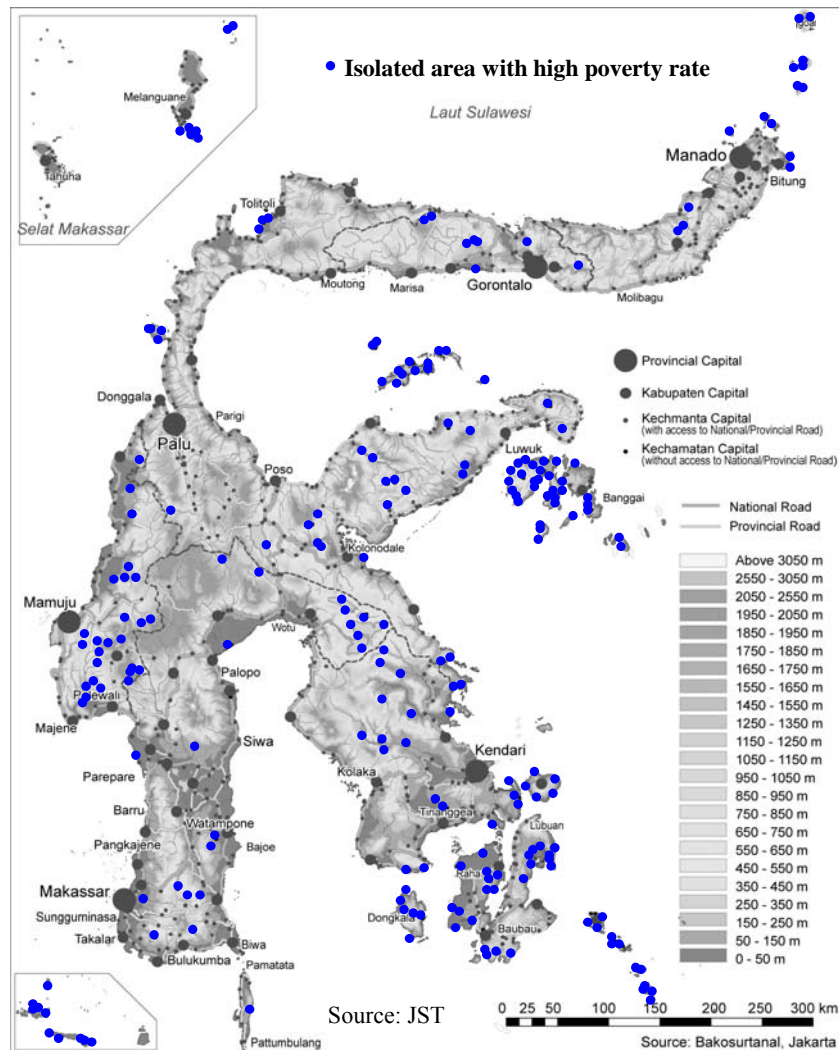 Isolated area with high poverty rate
Melanguane
Laut Sulawesi
Tahuna
Manado
Bitung
Selat Makassar
Tolitoli
Moutong
Marisa
Gorontalo
Molibagu
Provincial Capital
Kabupaten Capital
Kechmanta Capital
(with access to National/Provincial Road)
Kechamatan Capital
(without access to National/Provincial Road)
Donggala
Parigi
Palu
Luwuk
Poso
Banggai
National Road
Provincial Road
Kolonodale
Above 3050 m
2550 - 3050 m
2050 - 2550 m
1950 - 2050 m
1850 - 1950 m
1750 - 1850 m
1650 - 1750 m
1550 - 1650 m
1450 - 1550 m
1250 - 1350 m
1150 - 1250 m
1050 - 1150 m
950 - 1050 m
850 - 950 m
750 - 850 m
650 - 750 m
550 - 650 m
450 - 550 m
350 - 450 m
250 - 350 m
150 - 250 m
50 - 150 m
0 - 50 m
Mamuju
Wotu
Palopo
Polewali
Majene
Siwa
Kendari
Parepare
Kolaka
Barru
Tinanggea
Watampone
Lubuan
Pangkajene
Bajoe
Raha
Makassar
Sungguminasa
Dongkala
Baubau
Takalar
Biwa
Bulukumba
Pamatata
Source: JST
0 25 50 100 150 200 250 300 km
Pattumbulang
Source: Bakosurtanal, Jakarta